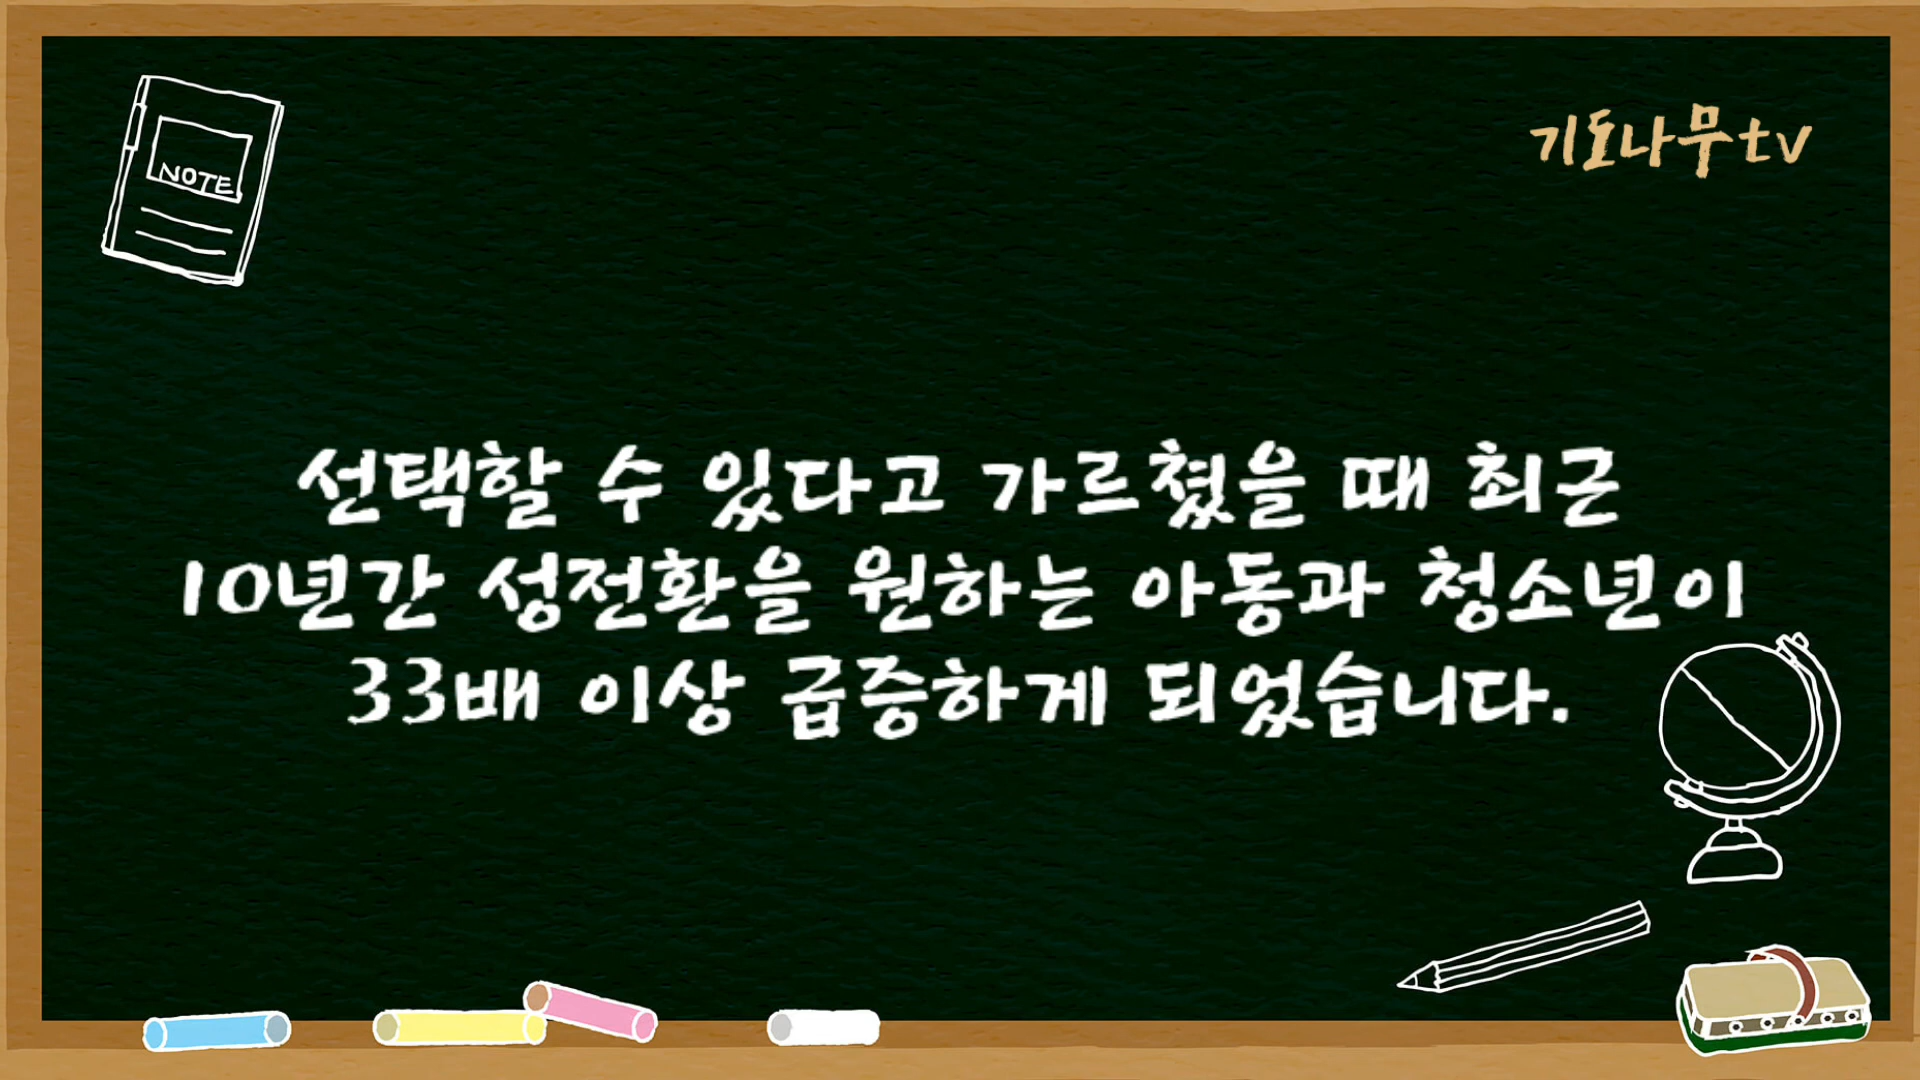 NOTE
기도나무tv
선택할 수 있다고 가르쳤을 때 최근
10년간 성전환을 원하는 아동과 청소년이
33배 이상 급증하게 되었습니다.